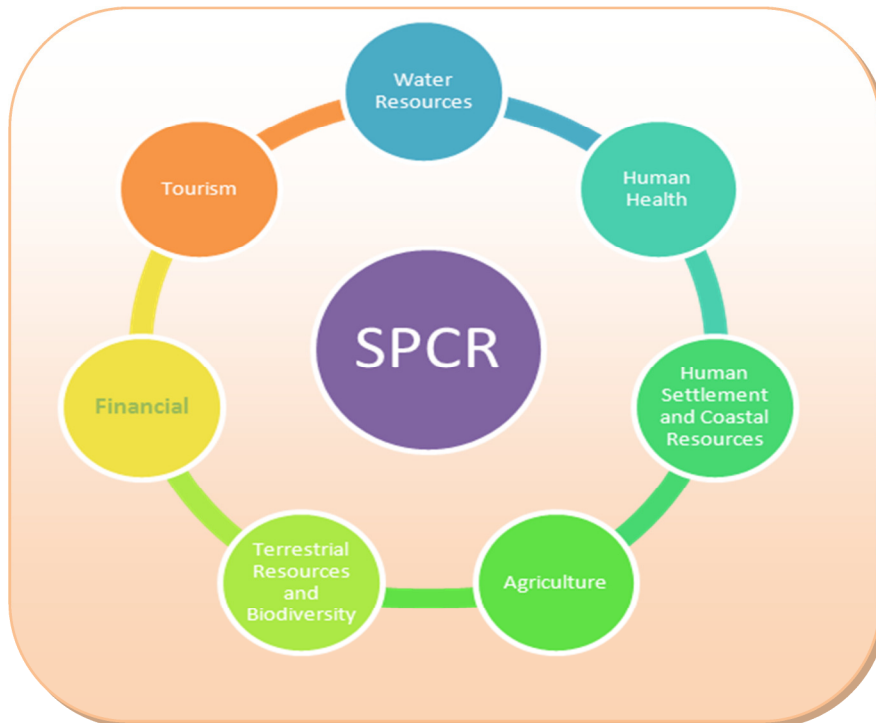 Water
Resources
Human
Health
Human
Settlement
and Coastal
Resources
Agriculture
Terrestrial
Resources
and
Biodiversity
Financial
Tourism
SPCR